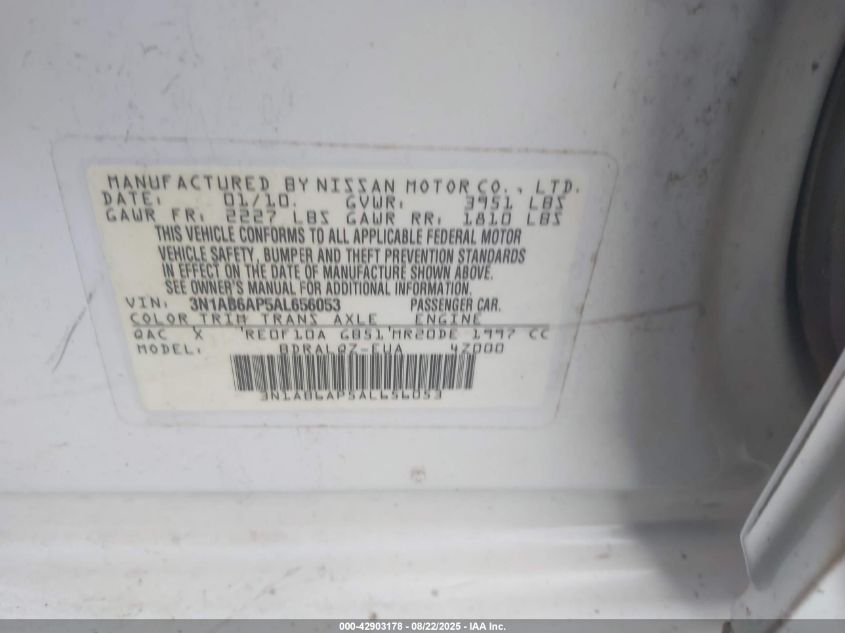 MANUFACTURED BY NISSAN MOTOR CO., LTD.
DATE: 01/10. GVWR: 3951 LBS
GAWR FR: 2227 LBS GAWR RR: 1810 LBS
THIS VEHICLE CONFORMS TO ALL APPLICABLE FEDERAL MOTOR
VEHICLE SAFETY, BUMPER AND THEFT PREVENTION STANDARDS
IN EFFECT ON THE DATE OF MANUFACTURE SHOWN ABOVE.
SEE OWNER'S MANUAL FOR ADDITIONAL INFORMATION.
VIN: 3N1AB6AP5AL656053 PASSENGER CAR.
COLOR TRIM TRANS AXLE ENGINE
QAC X RE0F10A GB51 MR20DE 1997 CC
MODEL: BDRALQZ-EUA 4Z000
3N1AB6AP5AL656053
000-42903178 - 08/22/2025 - IAA Inc.